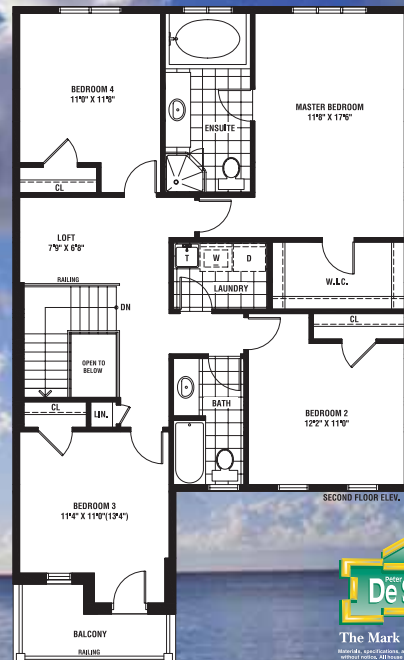 BEDROOM 4
11'0" X 11'8"
MASTER BEDROOM
11'8" X 17'6"
ENSUITE
CL
LOFT
7'9" X 6'8"
T W D
LAUNDRY
W.I.C.
RAILING
DN
CL
OPEN TO
BELOW
CL
LIN.
BATH
BEDROOM 2
12'2" X 11'0"
BEDROOM 3
11'4" X 11'0"(13'4")
SECOND FLOOR ELEV.
BALCONY
RAILING
Peter
De
The Mark
Materials, specifications,
without notice. All house